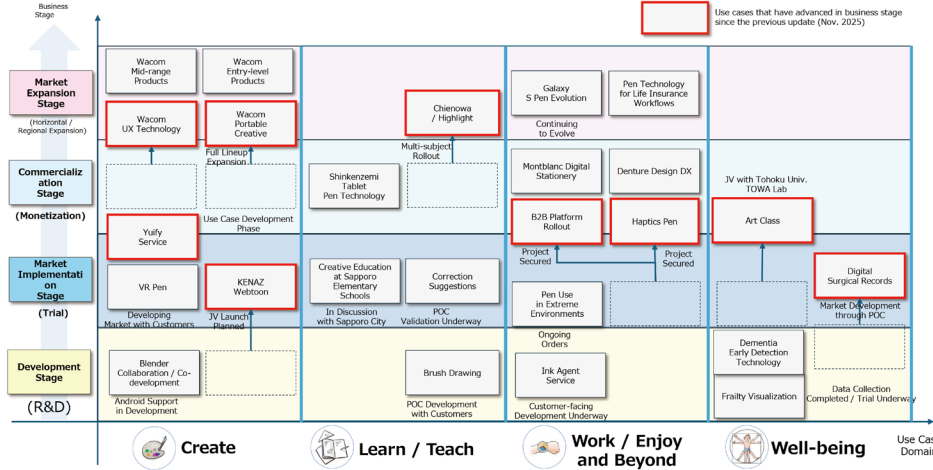 Business
Stage
Use cases that have advanced in business stage
since the previous update (Nov. 2025)
Market
Expansion
Stage
(Horizontal /
Regional Expansion)
Wacom
Mid-range
Products
Wacom
Entry-level
Products
Wacom
UX Technology
Wacom
Portable
Creative
Full Lineup
Expansion
Chienowa
/ Highlight
Multi-subject
Rollout
Galaxy
S Pen Evolution
Continuing
to Evolve
Pen Technology
for Life Insurance
Workflows
Commercializ
ation
Stage
(Monetization)
Use Case Development
Phase
Shinkenzemi
Tablet
Pen Technology
Montblanc Digital
Stationery
Denture Design DX
B2B Platform
Rollout
Haptics Pen
Project
Secured
Project
Secured
JV with Tohoku Univ.
TOWA Lab
Art Class
Market
Implementati
on
Stage
(Trial)
Yuify
Service
VR Pen
Developing
Market with Customers
KENAZ
Webtoon
JV Launch
Planned
Creative Education
at Sapporo
Elementary
Schools
In Discussion
with Sapporo City
Correction
Suggestions
POC
Validation Underway
Pen Use
in Extreme
Environments
Ongoing
Orders
Digital
Surgical Records
Market Development
through POC
Development
Stage
(R&D)
Blender
Collaboration / Co-
development
Android Support
in Development
Brush Drawing
POC Development
with Customers
Ink Agent
Service
Customer-facing
Development Underway
Dementia
Early Detection
Technology
Frailty Visualization
Data Collection
Completed / Trial Underway
Create
Learn / Teach
Work / Enjoy
and Beyond
Well-being
Use Cas
Domain